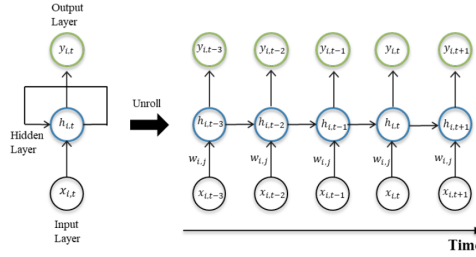 Output
Layer
y_{i,t} y_{i,t-3} y_{i,t-2} y_{i,t-1} y_{i,t} y_{i,t+1}
Unroll
h_{i,t} h_{i,t-3} h_{i,t-2} h_{i,t-1} h_{i,t} h_{i,t+1}
Hidden
Layer
w_{i,j} w_{i,j} w_{i,j} w_{i,j} w_{i,j}
x_{i,t} x_{i,t-3} x_{i,t-2} x_{i,t-1} x_{i,t} x_{i,t+1}
Input
Layer
Time